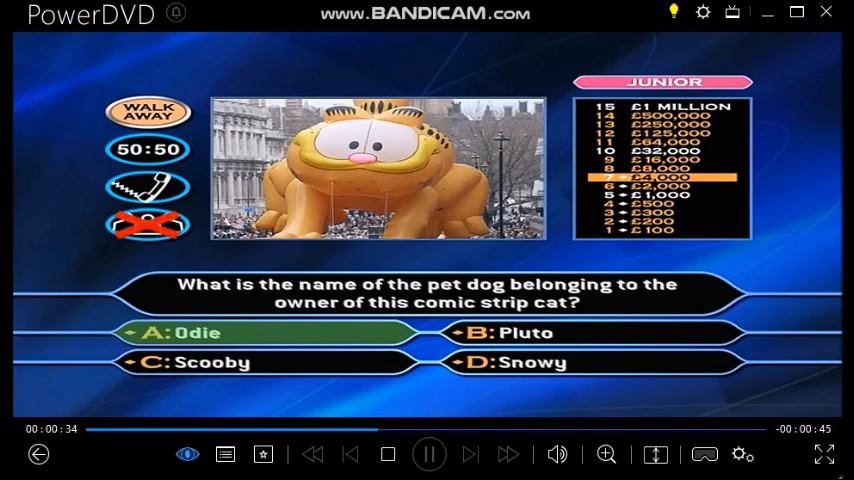 PowerDVD
www.BANDICAM.com
WALK
AWAY
50:50
JUNIOR
15 £1 MILLION
14 £500,000
13 £250,000
12 £125,000
11 £64,000
10 £32,000
9 £16,000
8 £8,000
7 £4,000
6 £2,000
5 £1,000
4 £500
3 £300
2 £200
1 £100
What is the name of the pet dog belonging to the
owner of this comic strip cat?
A: Odie
B: Pluto
C: Scooby
D: Snowy
00:00:34
-00:00:45